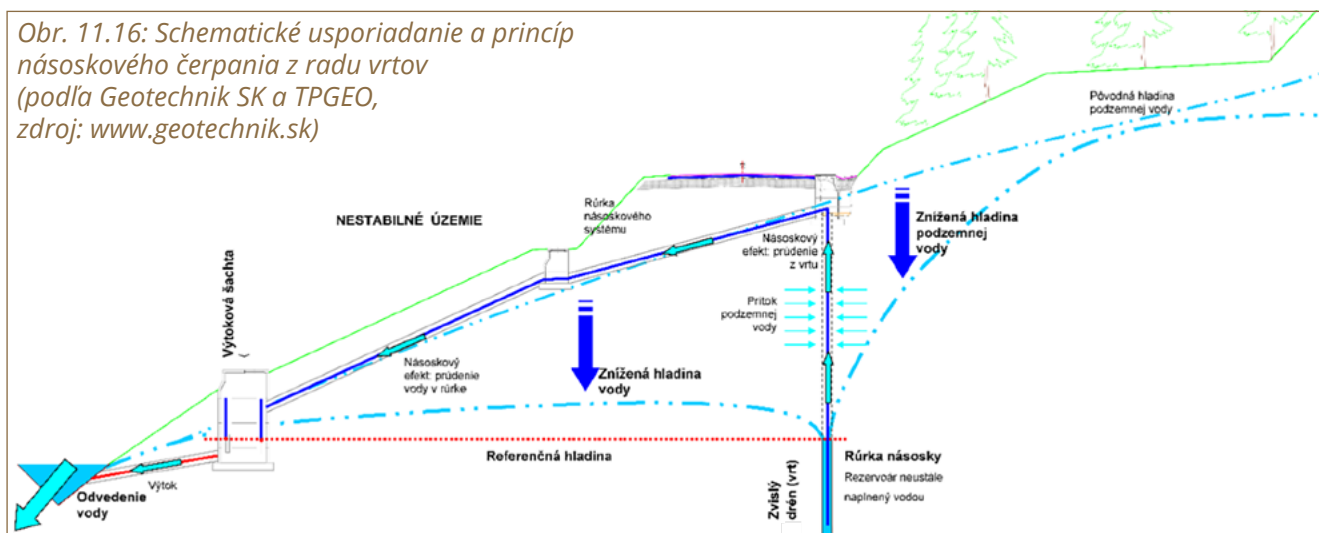 Obr. 11.16: Schematické usporiadanie a princíp
násoskového čerpania z radu vrtov
(podľa Geotechnik SK a TPGEO,
zdroj: www.geotechnik.sk)
Pôvodná hladina
podzemnej vody
NESTABILNÉ ÚZEMIE
Rúrka
násoskového
systému
Násoskový
efekt: prúdenie
z vrtu
Znížená hladina
podzemnej
vody
Prítok
podzemnej
vody
Výtoková šachta
Násoskový
efekt: prúdenie
vody v rúrke
Znížená hladina
vody
Referenčná hladina
Výtok
Odvedenie
vody
Zvislý
drén (vrt)
Rúrka násosky
Rezervoár neustále
naplnený vodou